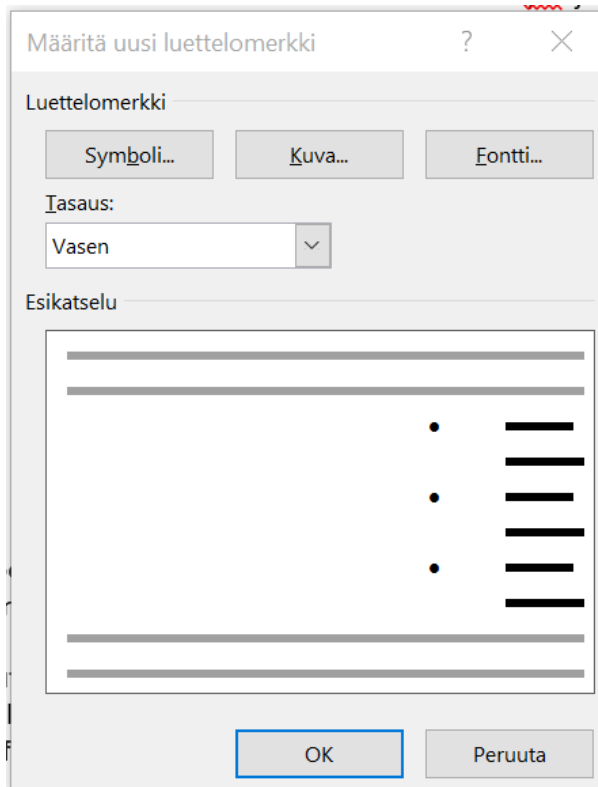 Määritä uusi luettelomerkki ? ×
Luettelomerkki
Symboli... Kuva... Fontti...
Tasaus:
Vasen
Esikatselu
OK Peruuta